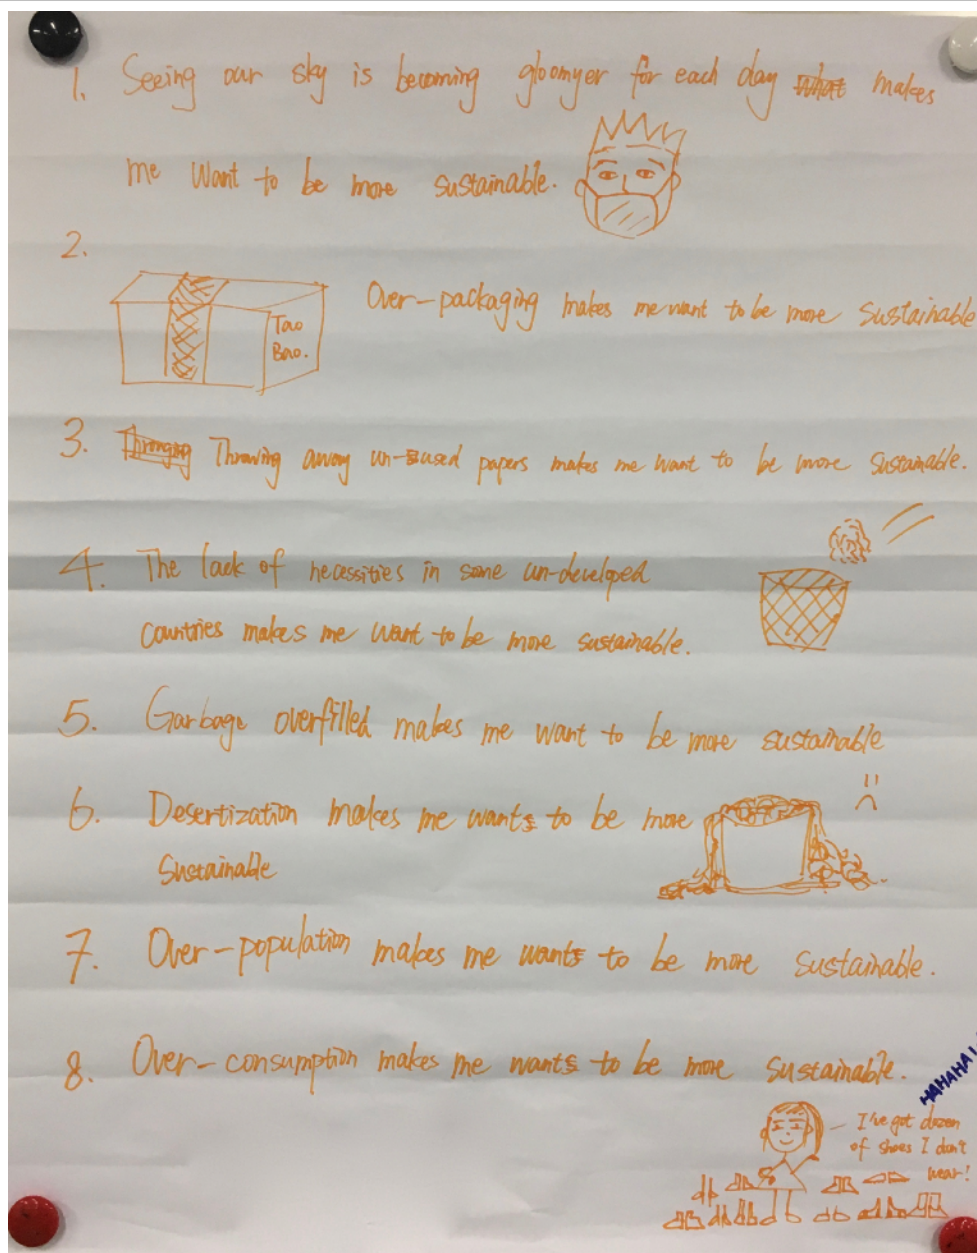 1. Seeing our sky is becoming gloomyer for each day what makes
me want to be more sustainable.
2.
Over-packaging makes me want to be more sustainable
Tao
Bao.
3. Thronging Throwing away un-used papers makes me want to be more sustainable.
4. The lack of necessities in some un-developed
countries makes me want to be more sustainable.
5. Garbage overfilled makes me want to be more sustainable
6. Desertization makes me wants to be more
sustainable
7. Over-population makes me wants to be more sustainable.
8. Over-consumption makes me wants to be more sustainable.
HAHAHA!
I've got dozen
of shoes I don't
wear!